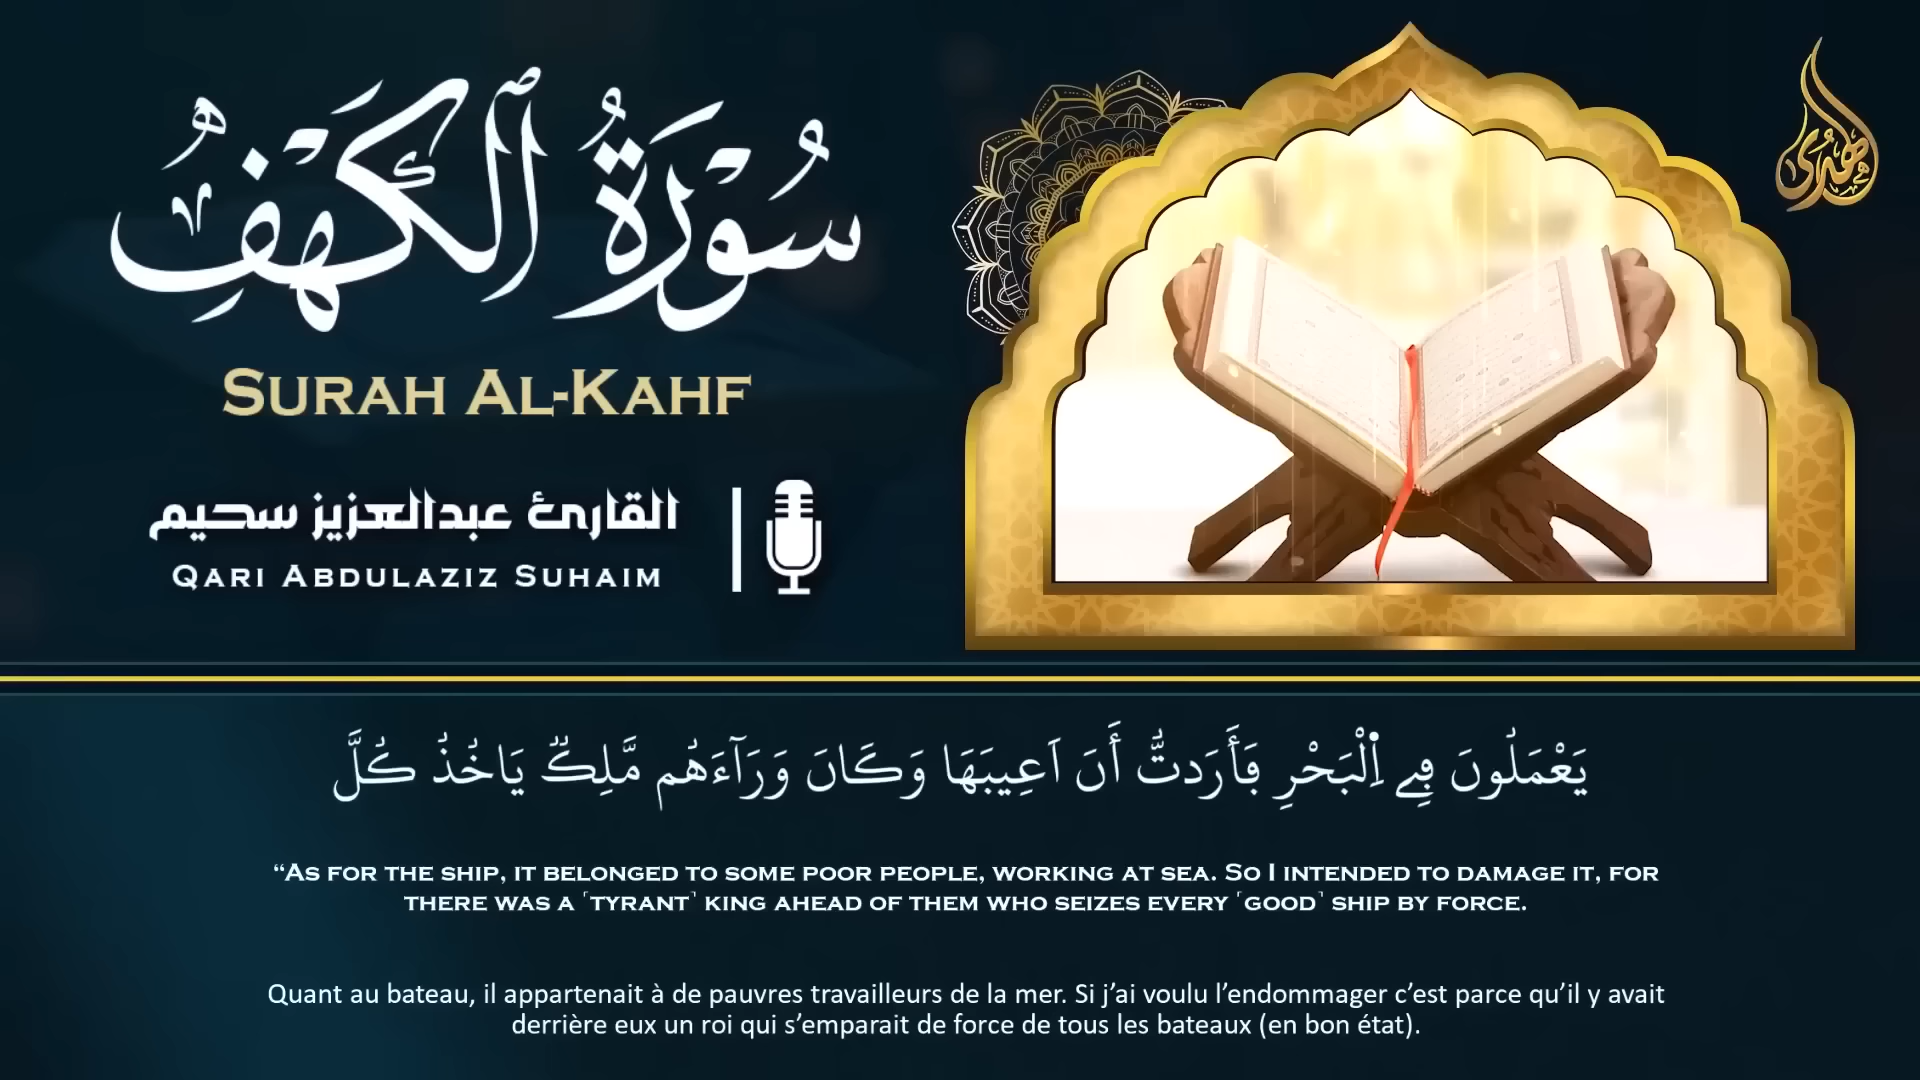 سُورَةُ ٱلْكَهْفِ
SURAH AL-KAHF
القارئ عبدالعزيز سحيم
QARI ABDULAZIZ SUHAIM
الهدى
يَعْمَلُونَ فِے اِ۬لْبَحْرِ فَأَرَدتُّ أَنَ اَعِيبَهَا وَكَانَ وَرَآءَهُم مَّلِكٞ يَاخُذُ كُلَّ
“AS FOR THE SHIP, IT BELONGED TO SOME POOR PEOPLE, WORKING AT SEA. SO I INTENDED TO DAMAGE IT, FOR
THERE WAS A ˹TYRANT˺ KING AHEAD OF THEM WHO SEIZES EVERY ˹GOOD˺ SHIP BY FORCE.
Quant au bateau, il appartenait à de pauvres travailleurs de la mer. Si j’ai voulu l’endommager c’est parce qu’il y avait
derrière eux un roi qui s’emparait de force de tous les bateaux (en bon état).